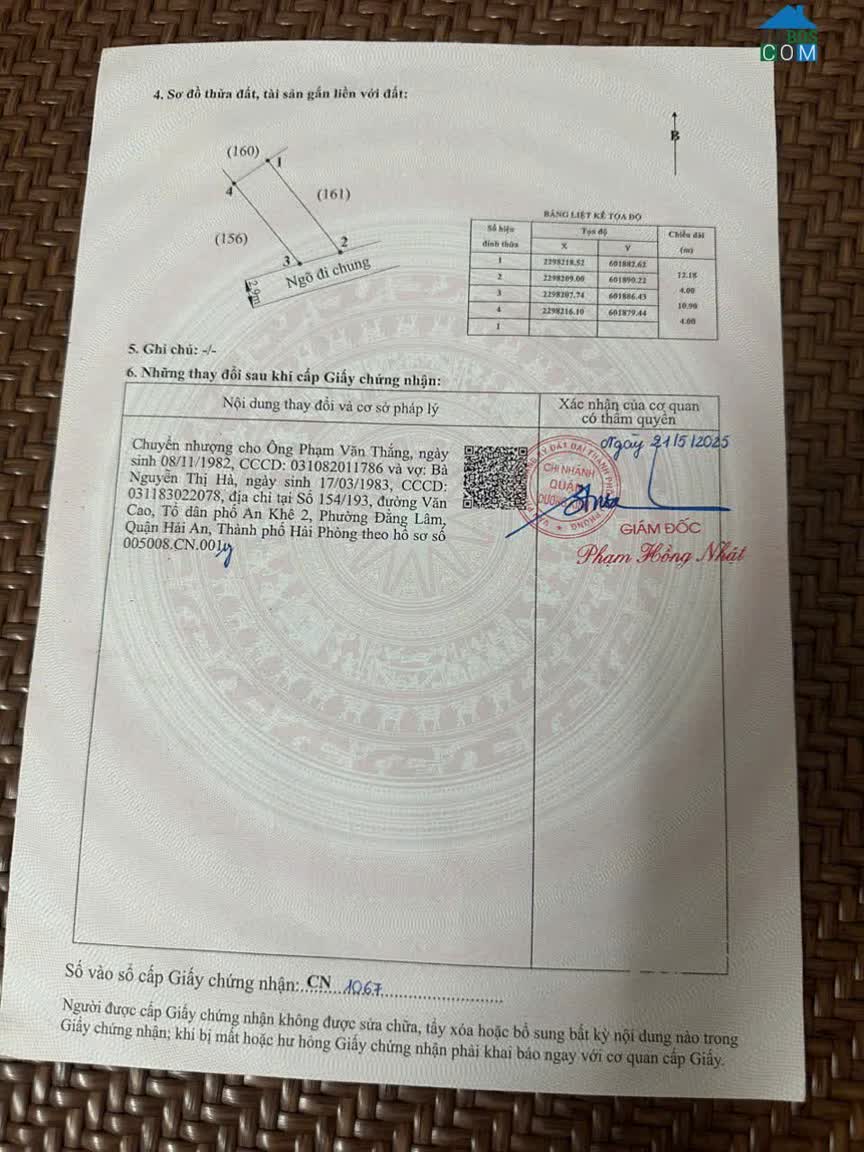 BDS
COM
4. Sơ đồ thửa đất, tài sản gắn liền với đất:
B
(160)
1
4
(161)
(156)
2
3
Ngõ đi chung
2.9m
BẢNG LIỆT KÊ TỌA ĐỘ
Số hiệu đỉnh thửa Tọa độ Chiều dài (m)
X Y
1 2298218.52 601882.62
12.18
2 2298209.00 601890.22
4.00
3 2298207.74 601886.43
10.90
4 2298216.10 601879.44
4.00
1
5. Ghi chú: -/-
6. Những thay đổi sau khi cấp Giấy chứng nhận:
Nội dung thay đổi và cơ sở pháp lý
Xác nhận của cơ quan
có thẩm quyền
Chuyển nhượng cho Ông Phạm Văn Thắng, ngày
sinh 08/11/1982, CCCD: 031082011786 và vợ: Bà
Nguyễn Thị Hà, ngày sinh 17/03/1983, CCCD:
031183022078, địa chỉ tại Số 154/193, đường Văn
Cao, Tổ dân phố An Khê 2, Phường Đằng Lâm,
Quận Hải An, Thành phố Hải Phòng theo hồ sơ số
005008.CN.001
Ngày 21/5/2025
CHI NHÁNH
QUẬN
GIÁM ĐỐC
Phạm Hồng Nhật
Số vào sổ cấp Giấy chứng nhận: CN 1067
Người được cấp Giấy chứng nhận không được sửa chữa, tẩy xóa hoặc bổ sung bất kỳ nội dung nào trong
Giấy chứng nhận; khi bị mất hoặc hư hỏng Giấy chứng nhận phải khai báo ngay với cơ quan cấp Giấy.